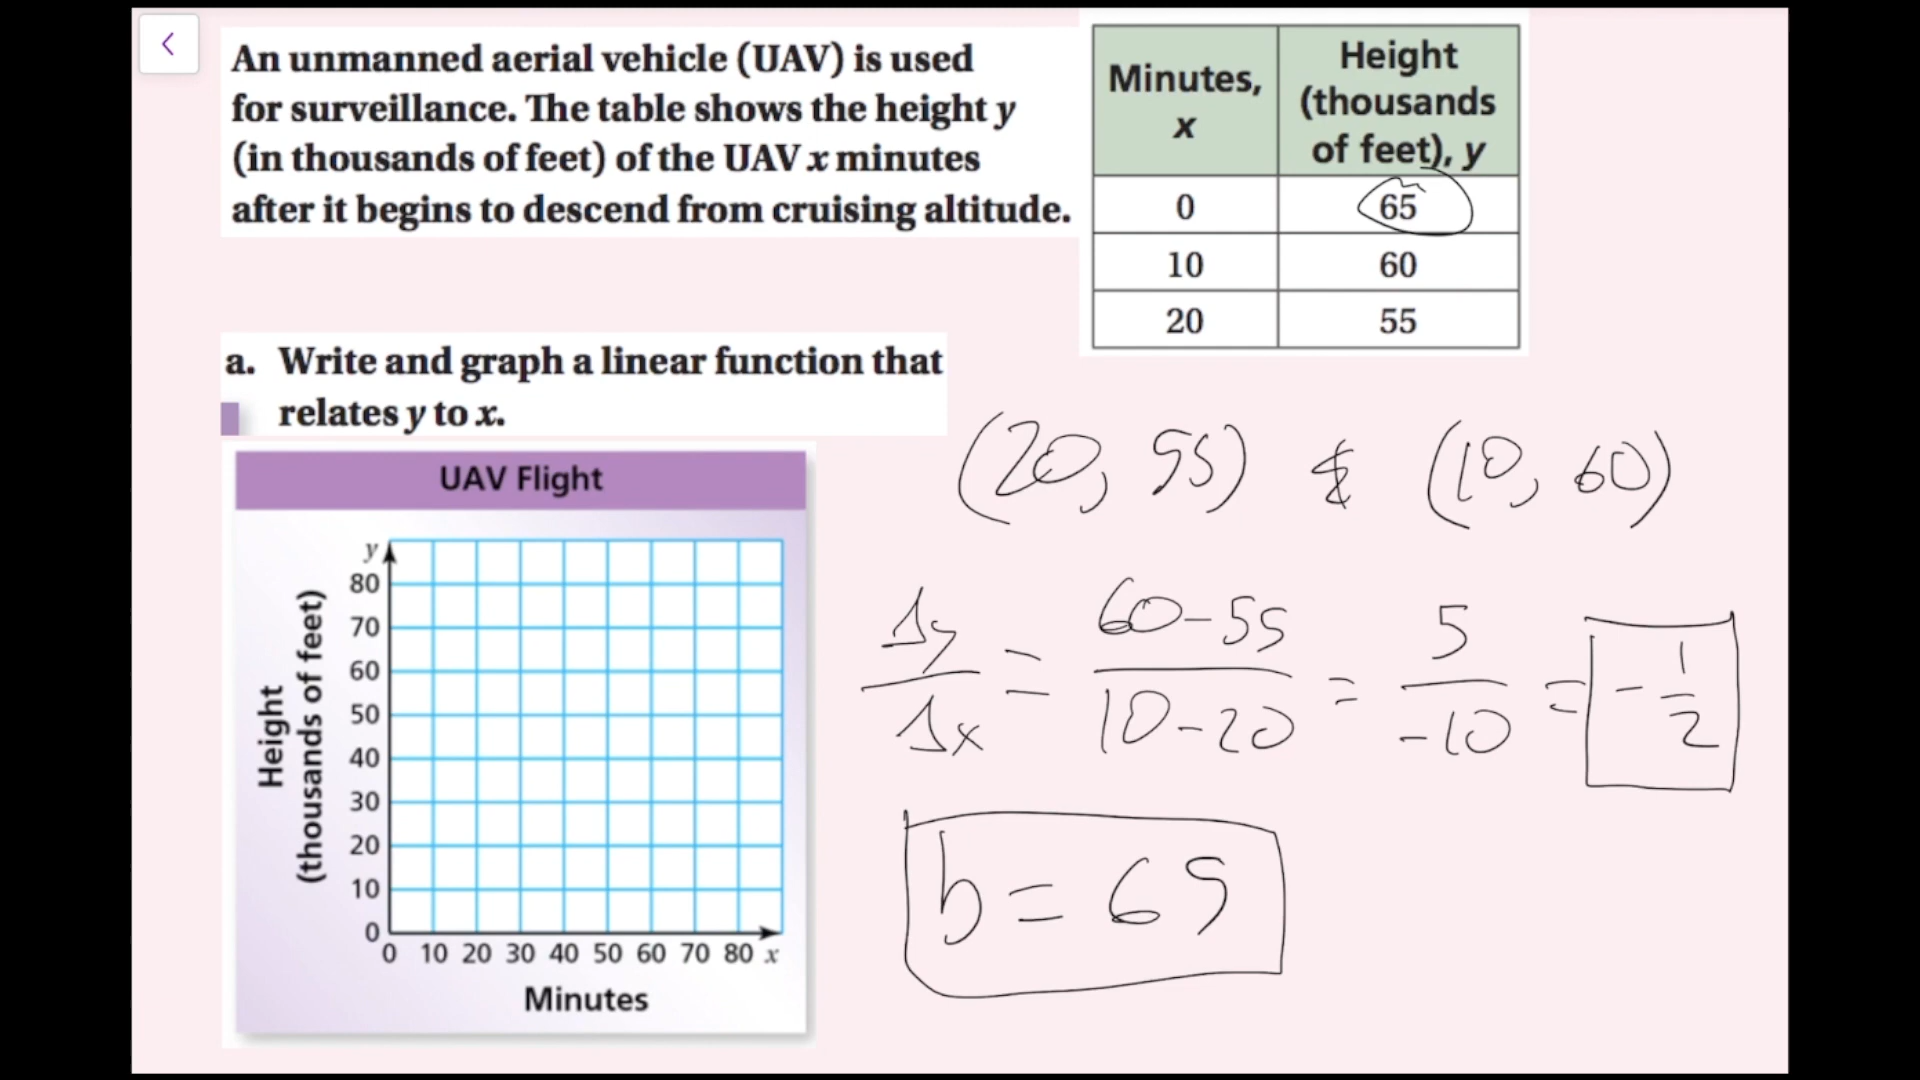 An unmanned aerial vehicle (UAV) is used
for surveillance. The table shows the height y
(in thousands of feet) of the UAV x minutes
after it begins to descend from cruising altitude.
Minutes, x
Height (thousands of feet), y
0 65
10 60
20 55
a. Write and graph a linear function that
relates y to x.
(20, 55) & (10, 60)
Δy/Δx = 60-55/10-20 = 5/-10 = -1/2
b = 65
UAV Flight
y
80
70
60
50
40
30
20
10
0
Height
(thousands of feet)
0 10 20 30 40 50 60 70 80 x
Minutes